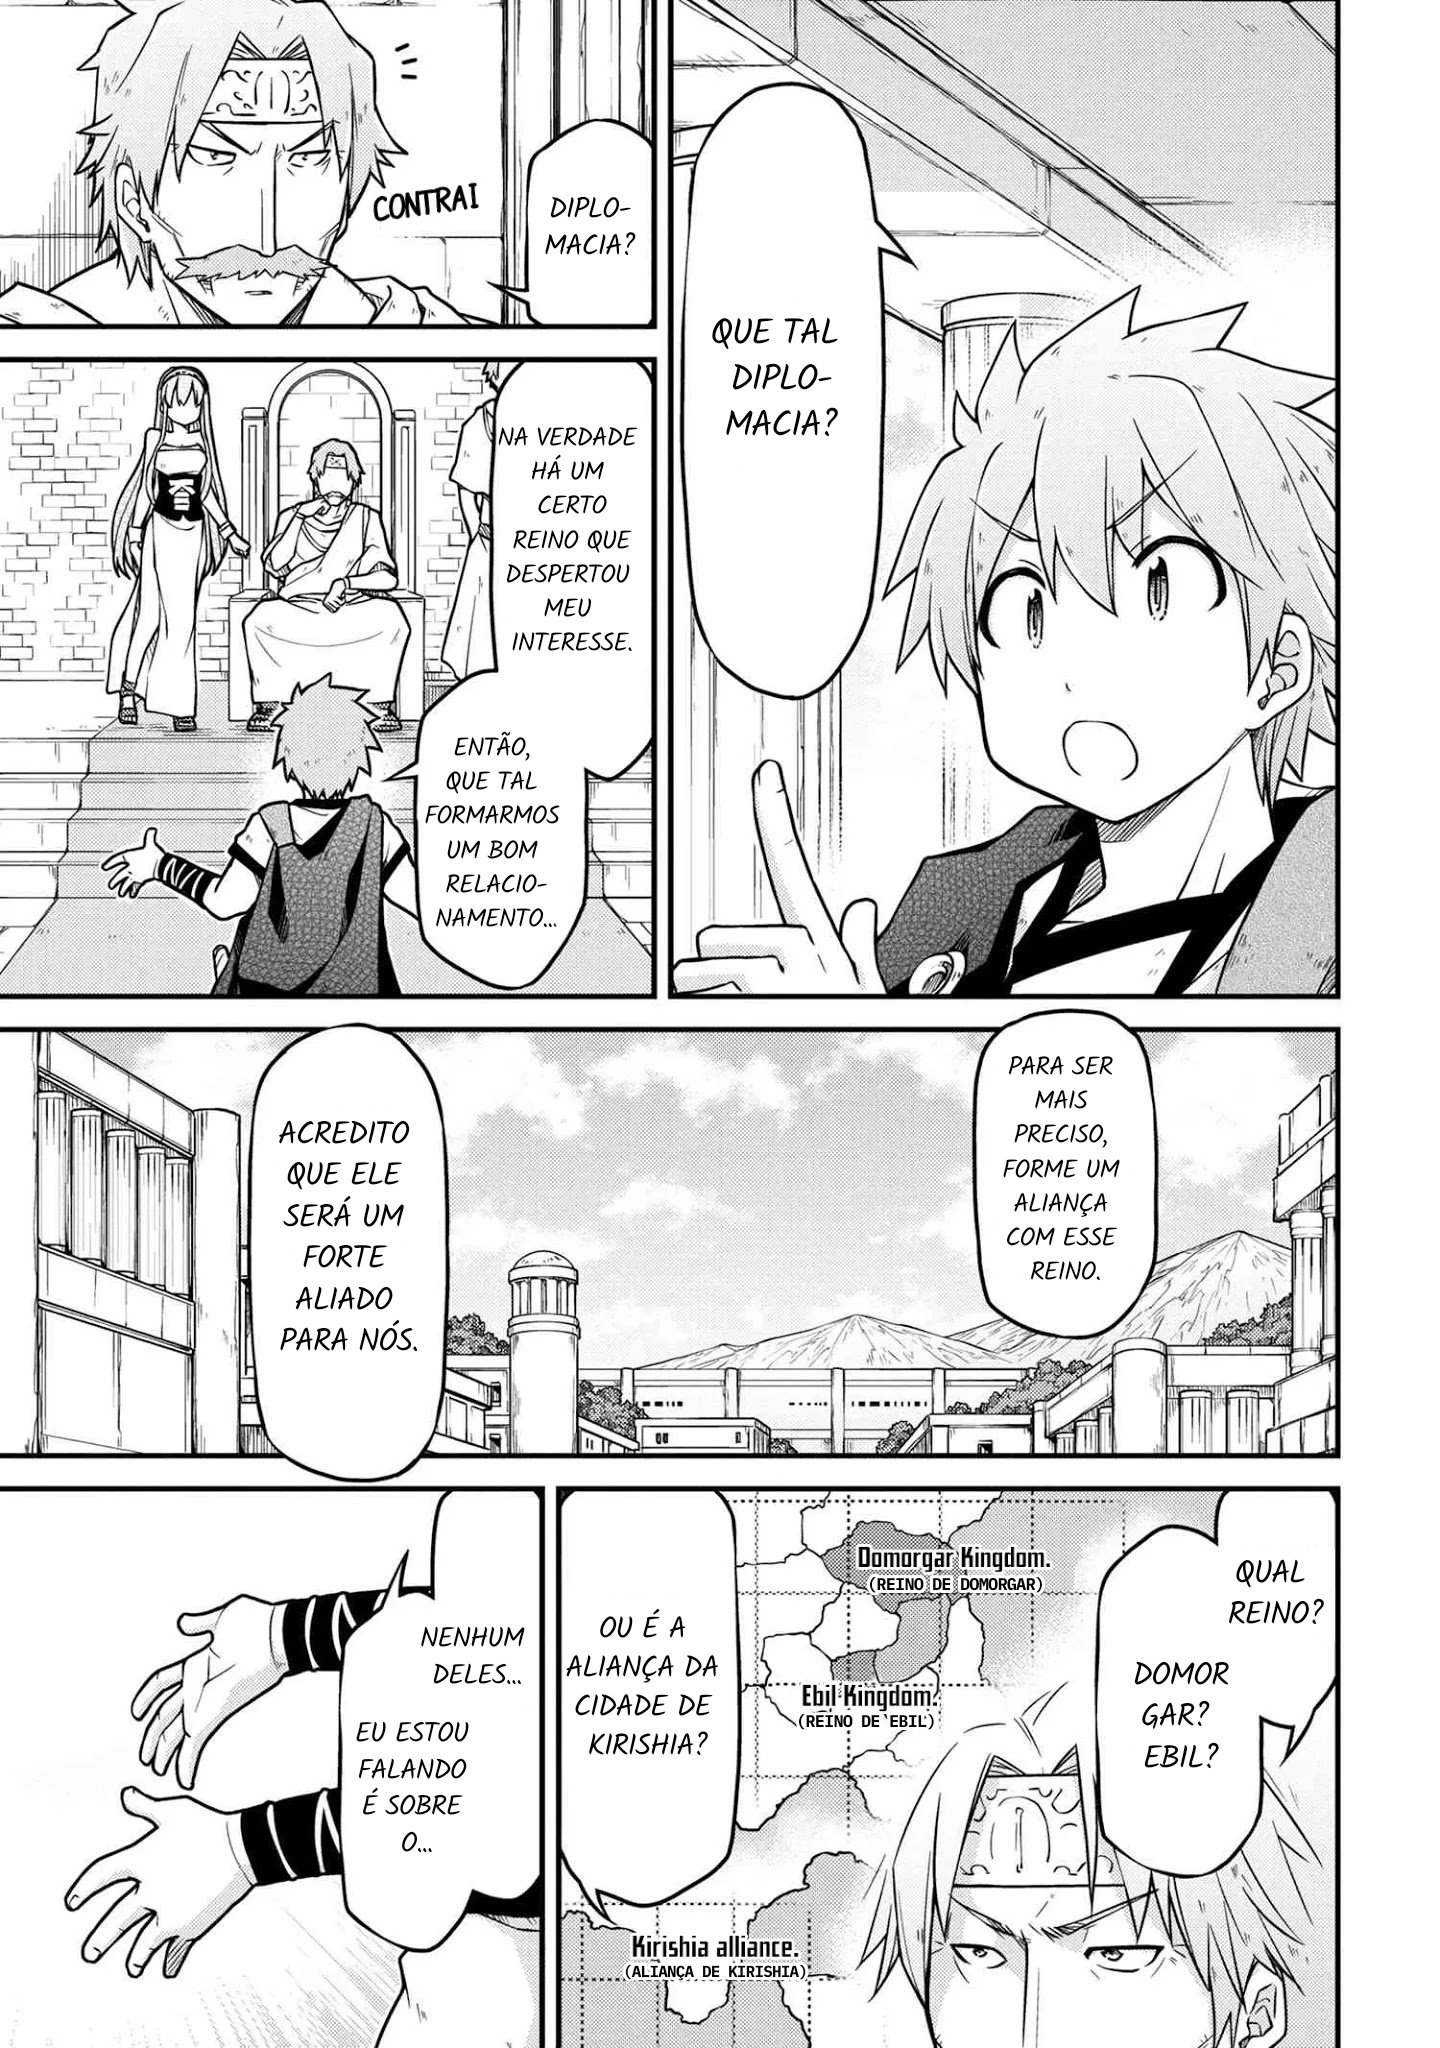 QUE TAL
DIPLO-
MACIA?
DIPLO-
MACIA?
CONTRAI
NA VERDADE
HÁ UM
CERTO
REINO QUE
DESPERTOU
MEU
INTERESSE.
ENTÃO,
QUE TAL
FORMARMOS
UM BOM
RELACIO-
NAMENTO...
PARA SER
MAIS
PRECISO,
FORME UM
ALIANÇA
COM ESSE
REINO.
ACREDITO
QUE ELE
SERÁ UM
FORTE
ALIADO
PARA NÓS.
QUAL
REINO?
DOMOR
GAR?
EBIL?
Domorgar Kingdom.
(REINO DE DOMORGAR)
Ebil Kingdom.
(REINO DE EBIL)
OU É A
ALIANÇA DA
CIDADE DE
KIRISHIA?
Kirishia alliance.
(ALIANÇA DE KIRISHIA)
NENHUM
DELES...
EU ESTOU
FALANDO
É SOBRE
O...